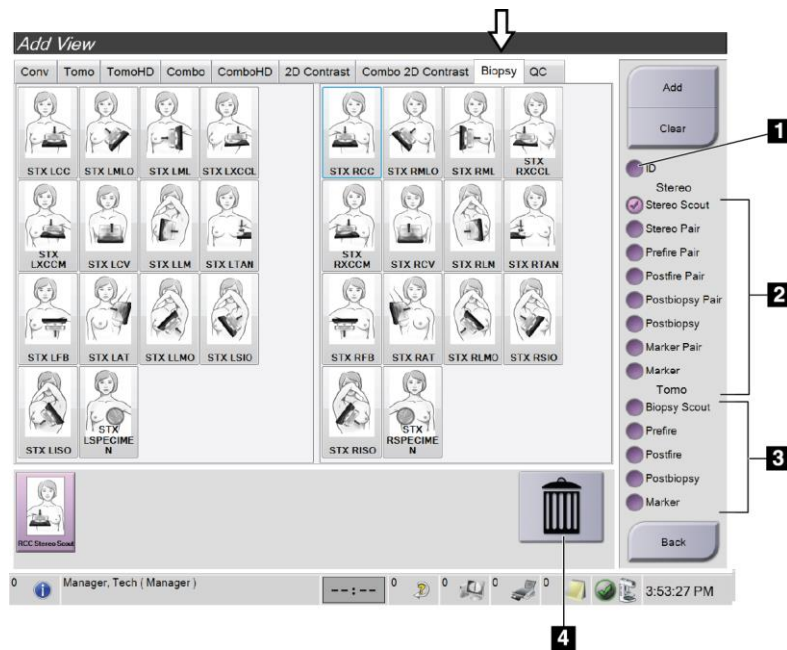 Add View
Conv Tomo TomoHD Combo ComboHD 2D Contrast Combo 2D Contrast Biopsy QC
STX LCC STX LMLO STX LML STX LXCCL
STX RCC STX RMLO STX RML STX
RXCCL
STX
LXCCM STX LCV STX LLM STX LTAN
STX
RXCCM STX RCV STX RLN STX RTAN
STX LFB STX LAT STX LLMO STX LSIO
STX RFB STX RAT STX RLMO STX RSIO
STX LISO STX
LSPECIME
N
STX RISO STX
RSPECIME
N
RCC Stereo Scout
Add
Clear
ID
Stereo
Stereo Scout
Stereo Pair
Prefire Pair
Postfire Pair
Postbiopsy Pair
Postbiopsy
Marker Pair
Marker
Tomo
Biopsy Scout
Prefire
Postfire
Postbiopsy
Marker
Back
1
2
3
0 Manager, Tech ( Manager ) --:-- 0 0 0 0 3:53:27 PM
4